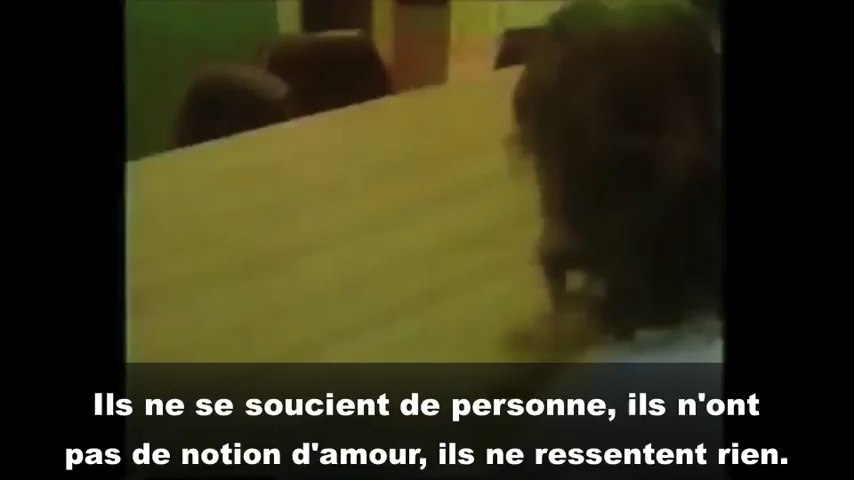 Ils ne se soucient de personne, ils n'ont
pas de notion d'amour, ils ne ressentent rien.